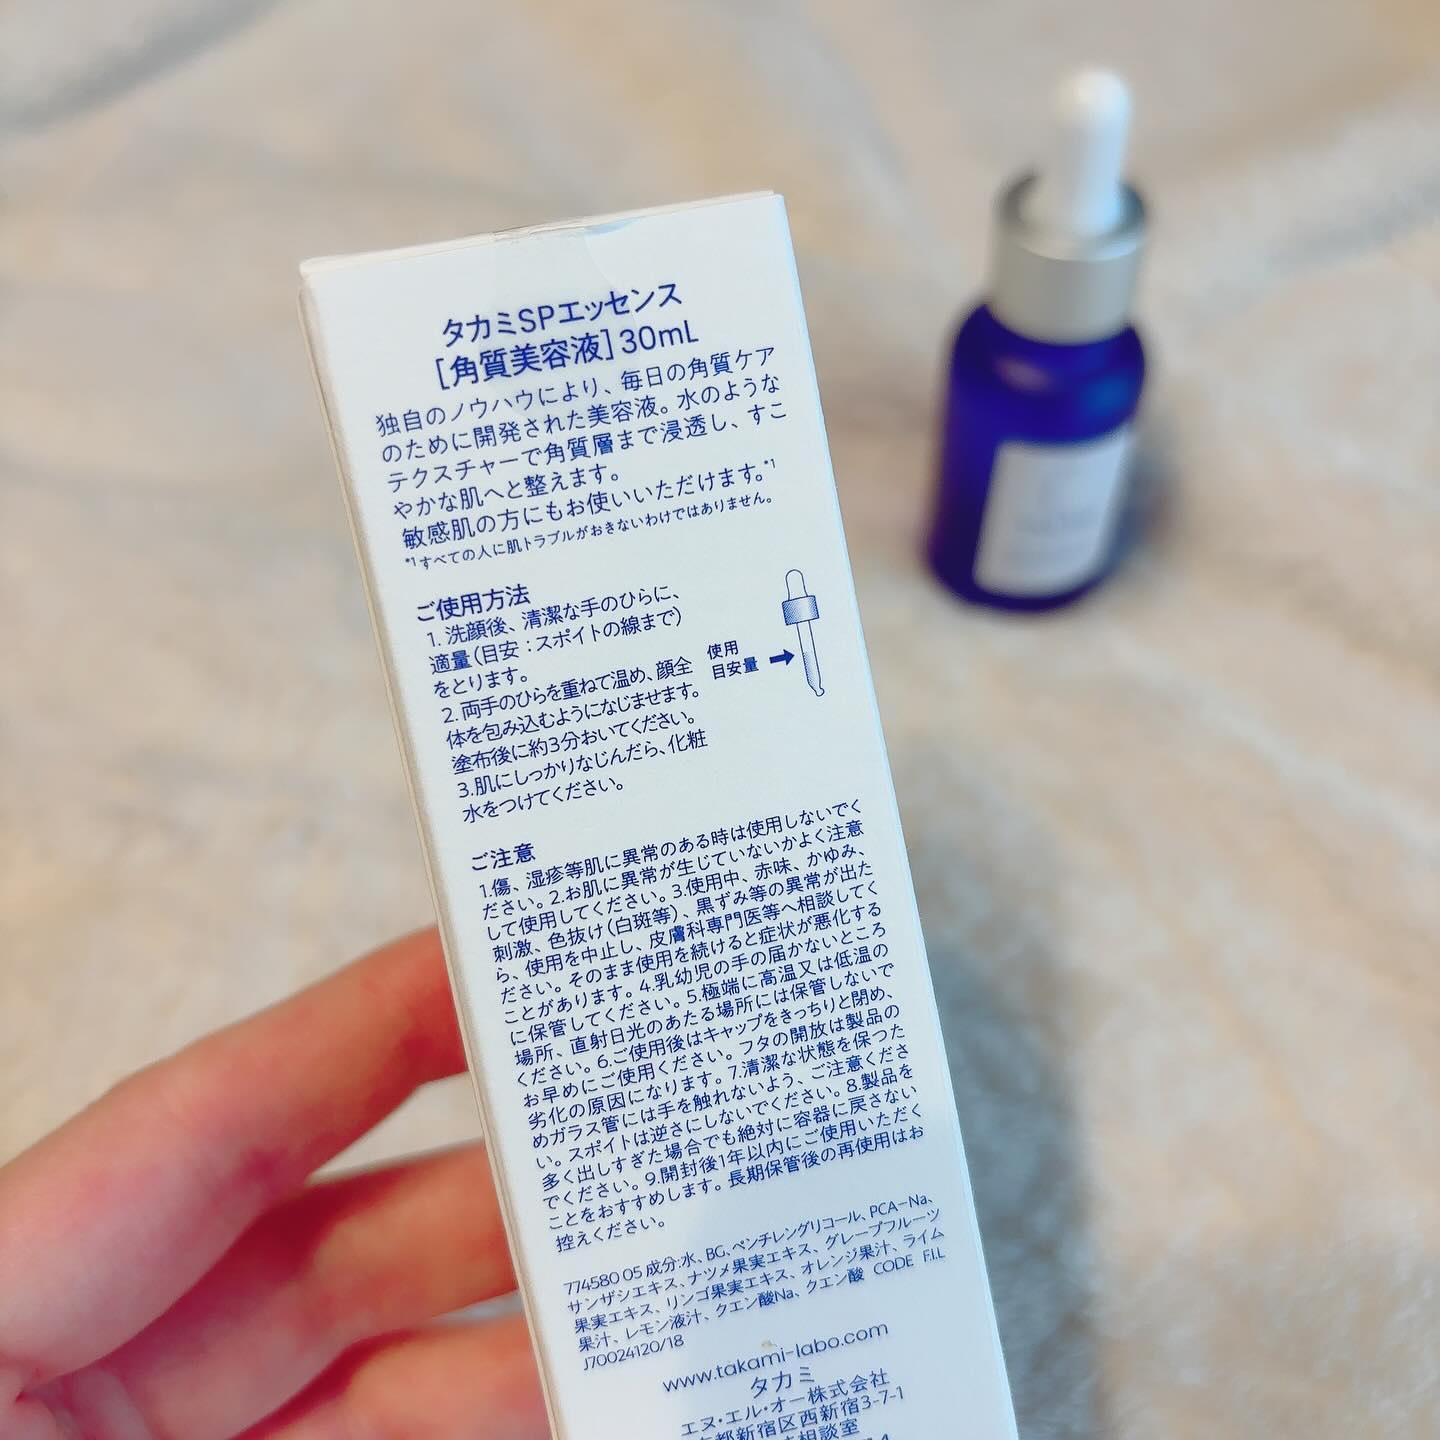 タカミSPエッセンス
[角質美容液]30mL
独自のノウハウにより、毎日の角質ケア
のために開発された美容液。水のような
テクスチャーで角質層まで浸透し、すこ
やかな肌へと整えます。
敏感肌の方にもお使いいただけます。*1
*1すべての人に肌トラブルがおきないわけではありません。
ご使用方法
1. 洗顔後、清潔な手のひらに、
適量(目安：スポイトの線まで)
をとります。
2. 両手のひらを重ねて温め、顔全
体を包み込むようになじませます。
塗布後に約3分おいてください。
3.肌にしっかりなじんだら、化粧
水をつけてください。
使用
目安量
ご注意
1.傷、湿疹等肌に異常のある時は使用しないでく
ださい。2.お肌に異常が生じていないかよく注意
して使用してください。3.使用中、赤味、かゆみ、
刺激、色抜け(白斑等)、黒ずみ等の異常が出た
ら、使用を中止し、皮膚科専門医等へ相談してく
ださい。そのまま使用を続けると症状が悪化する
ことがあります。4.乳幼児の手の届かないところ
に保管してください。5.極端に高温又は低温の
場所、直射日光のあたる場所には保管しないで
ください。6.ご使用後はキャップをきっちりと閉め、
お早めにご使用ください。フタの開放は製品の
劣化の原因になります。7.清潔な状態を保った
めガラス管には手を触れないよう、ご注意くださ
い。スポイトは逆さにしないでください。8.製品を
多く出しすぎた場合でも絶対に容器に戻さない
でください。9.開封後1年以内にご使用いただく
ことをおすすめします。長期保管後の再使用はお
控えください。
774580 05 成分:水、BG、ペンチレングリコール、PCA-Na、
サンザシエキス、ナツメ果実エキス、グレープフルーツ
果実エキス、リンゴ果実エキス、オレンジ果汁、ライム
果汁、レモン液汁、クエン酸Na、クエン酸 CODE F.I.L
J70024120/18
www.takami-labo.com
タカミ
エヌ・エル・オー株式会社
都新宿区西新宿3-7-1
相談室